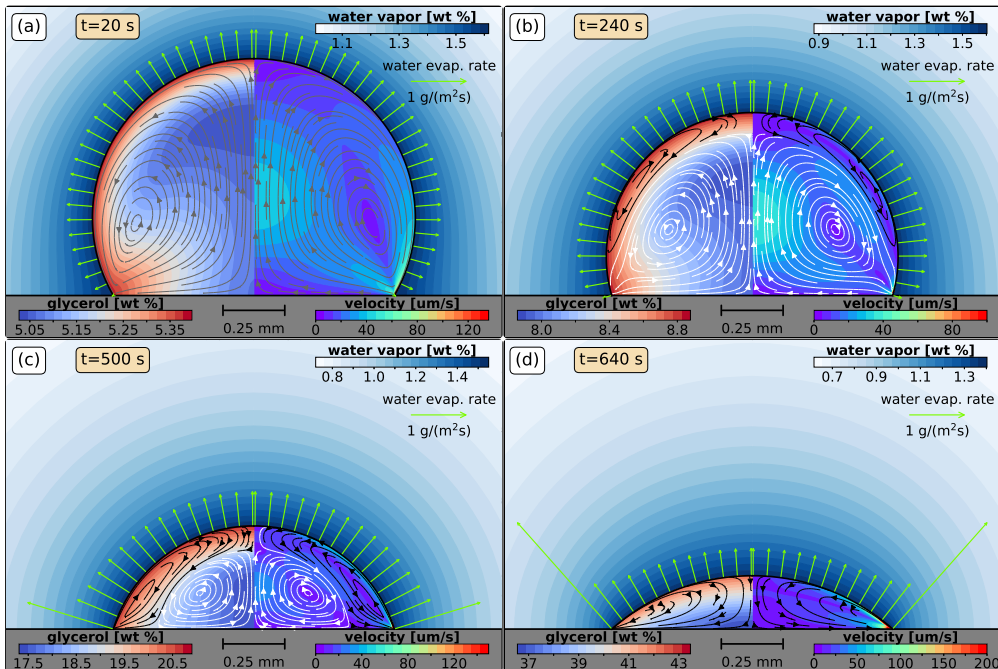 (a)
t=20 s
water vapor [wt %]
1.1 1.3 1.5
water evap. rate
1 g/(m²s)
glycerol [wt %]
5.05 5.15 5.25 5.35
0.25 mm
velocity [um/s]
0 40 80 120
(b)
t=240 s
water vapor [wt %]
0.9 1.1 1.3 1.5
water evap. rate
1 g/(m²s)
glycerol [wt %]
8.0 8.4 8.8
0.25 mm
velocity [um/s]
0 40 80
(c)
t=500 s
water vapor [wt %]
0.8 1.0 1.2 1.4
water evap. rate
1 g/(m²s)
glycerol [wt %]
17.5 18.5 19.5 20.5
0.25 mm
velocity [um/s]
0 50 100
(d)
t=640 s
water vapor [wt %]
0.7 0.9 1.1 1.3
water evap. rate
1 g/(m²s)
glycerol [wt %]
37 39 41 43
0.25 mm
velocity [um/s]
0 50 100 150